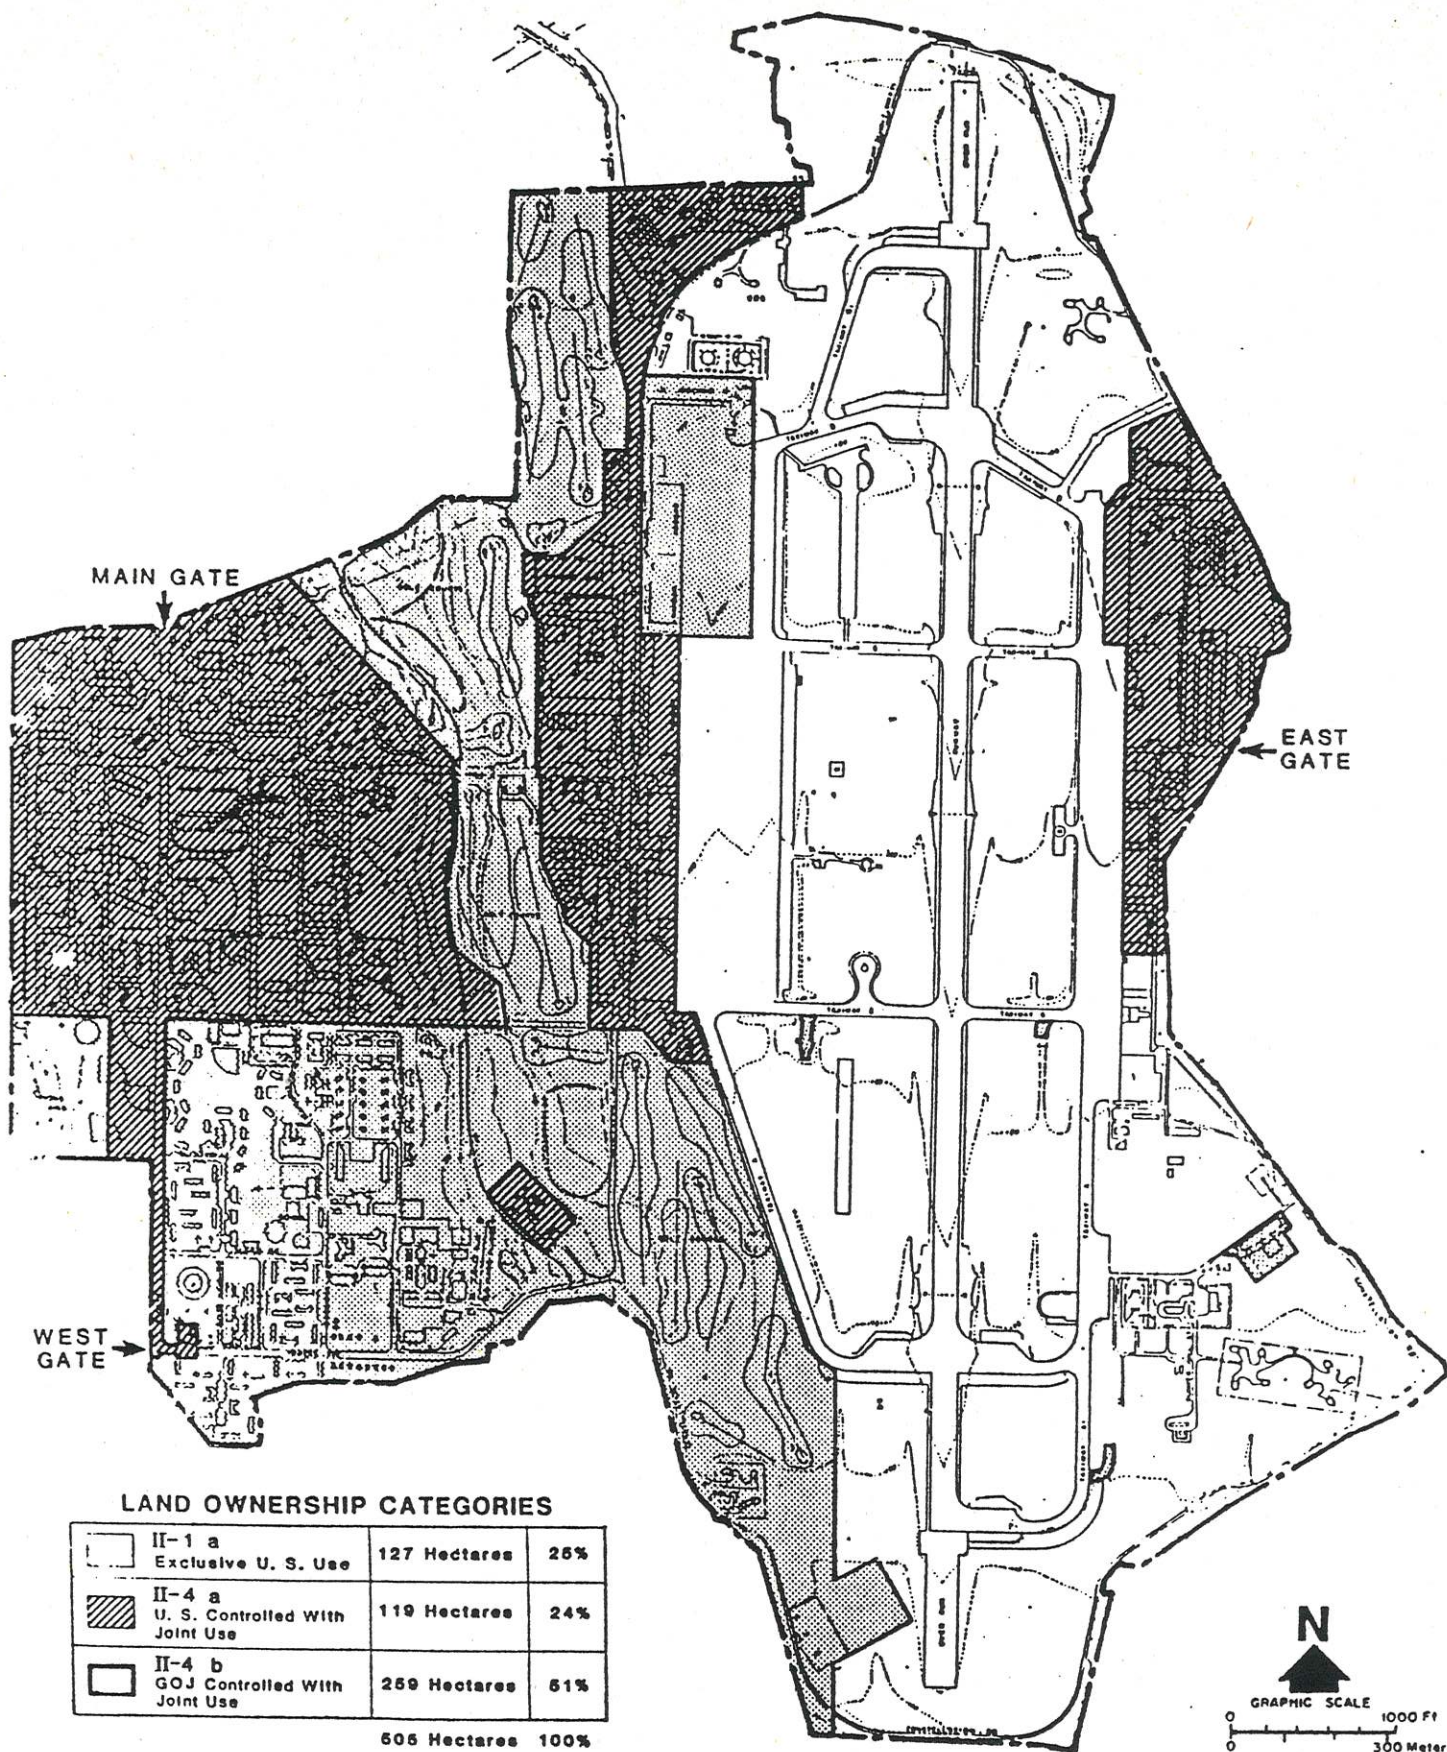 MAIN GATE
EAST
GATE
WEST
GATE
LAND OWNERSHIP CATEGORIES
II-1 a
Exclusive U. S. Use
127 Hectares
25%
II-4 a
U. S. Controlled With
Joint Use
119 Hectares
24%
II-4 b
GOJ Controlled With
Joint Use
259 Hectares
51%
505 Hectares 100%
N
GRAPHIC SCALE
0 1000 Ft
0 300 Meter